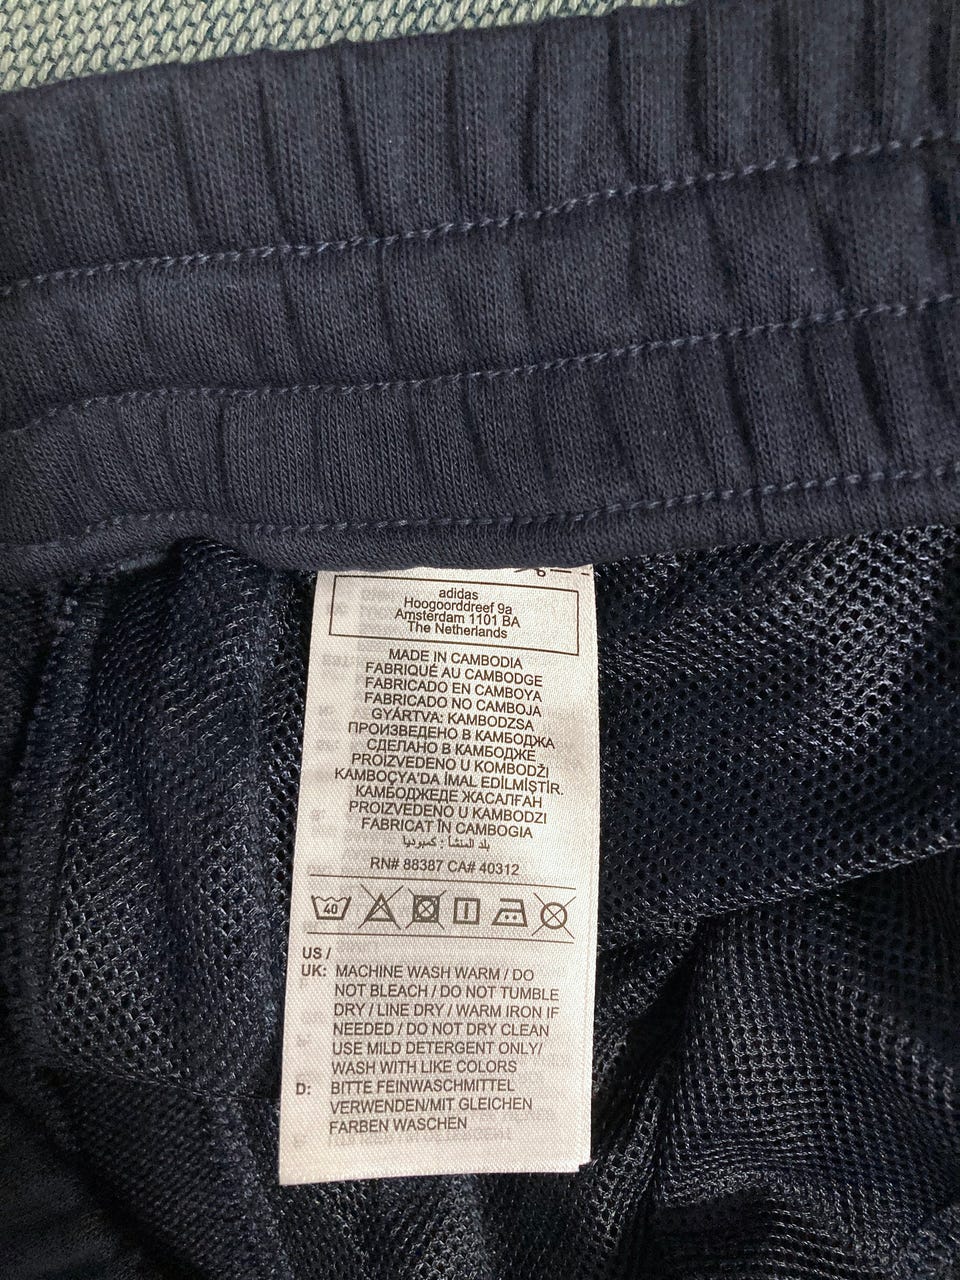 adidas
Hoogoorddreef 9a
Amsterdam 1101 BA
The Netherlands
MADE IN CAMBODIA
FABRIQUÉ AU CAMBODGE
FABRICADO EN CAMBOYA
FABRICADO NO CAMBOJA
GYÁRTVA: KAMBODZSA
ПРОИЗВЕДЕНО В КАМБОДЖА
СДЕЛАНО В КАМБОДЖЕ
PROIZVEDENO U KOMBODŽI
KAMBOÇYA'DA İMAL EDİLMİŞTİR.
КАМБОДЖЕДЕ ЖАСАЛҒАН
PROIZVEDENO U KAMBODZI
FABRICAT ÎN CAMBOGIA
بلد المنشأ : كمبوديا
RN# 88387 CA# 40312
40
US /
UK: MACHINE WASH WARM / DO
NOT BLEACH / DO NOT TUMBLE
DRY / LINE DRY / WARM IRON IF
NEEDED / DO NOT DRY CLEAN
USE MILD DETERGENT ONLY/
WASH WITH LIKE COLORS
D: BITTE FEINWASCHMITTEL
VERWENDEN/MIT GLEICHEN
FARBEN WASCHEN